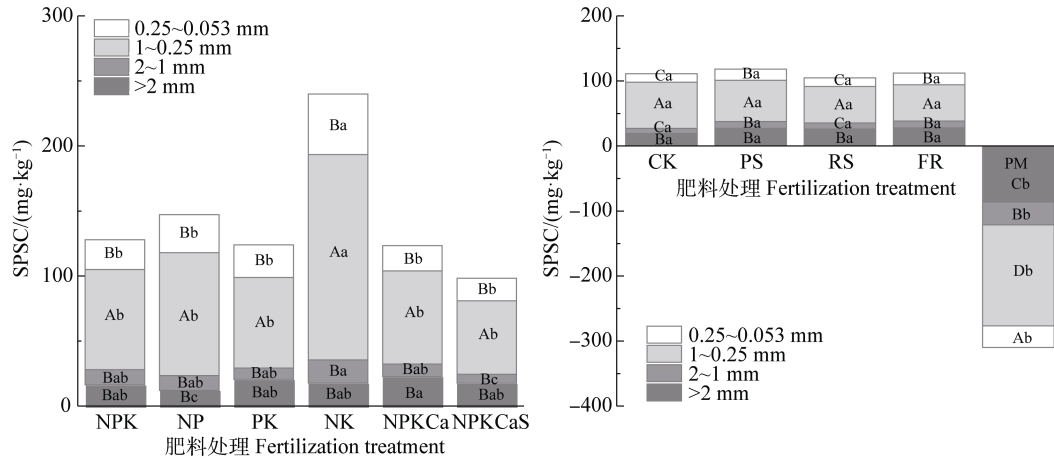 300
200
100
0
SPSC/(mg·kg⁻¹)
0.25~0.053 mm
1~0.25 mm
2~1 mm
>2 mm
Bb
Ab
Bab
Bab
Bb
Ab
Bab
Bc
Bb
Ab
Bab
Bab
Ba
Aa
Ba
Bab
Bb
Ab
Bab
Ba
Bb
Ab
Bc
Bab
NPK NP PK NK NPKCa NPKCaS
肥料处理 Fertilization treatment
200
100
0
−100
−200
−300
−400
SPSC/(mg·kg⁻¹)
Ca
Aa
Ca
Ba
Ba
Aa
Ba
Ba
Ca
Aa
Ca
Ba
Ba
Aa
Ba
Ba
CK PS RS FR PM
肥料处理 Fertilization treatment
Cb
Bb
Db
Ab
0.25~0.053 mm
1~0.25 mm
2~1 mm
>2 mm